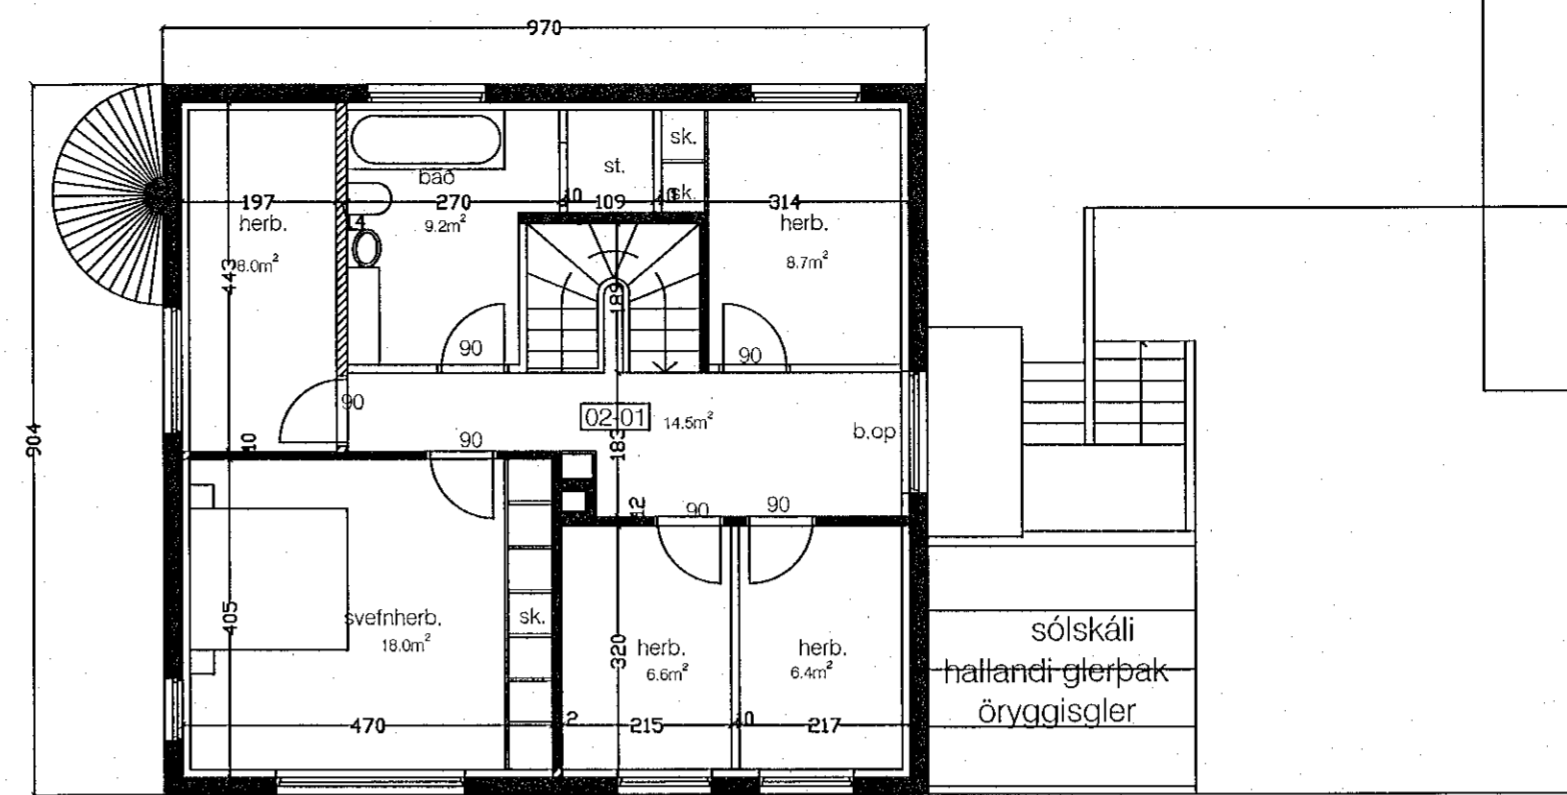 970
904
sk.
st.
bað
sk.
197
270
10
109
10
314
herb.
14
9.2m²
herb.
8.0m²
443
8.7m²
183
90
90
90
02-01
14.5m²
b.op
10
90
183
12
90
90
405
svefnherb.
18.0m²
sk.
320
herb.
6.6m²
herb.
6.4m²
sólskáli
hallandi glerþak
öryggisgler
470
12
215
10
217